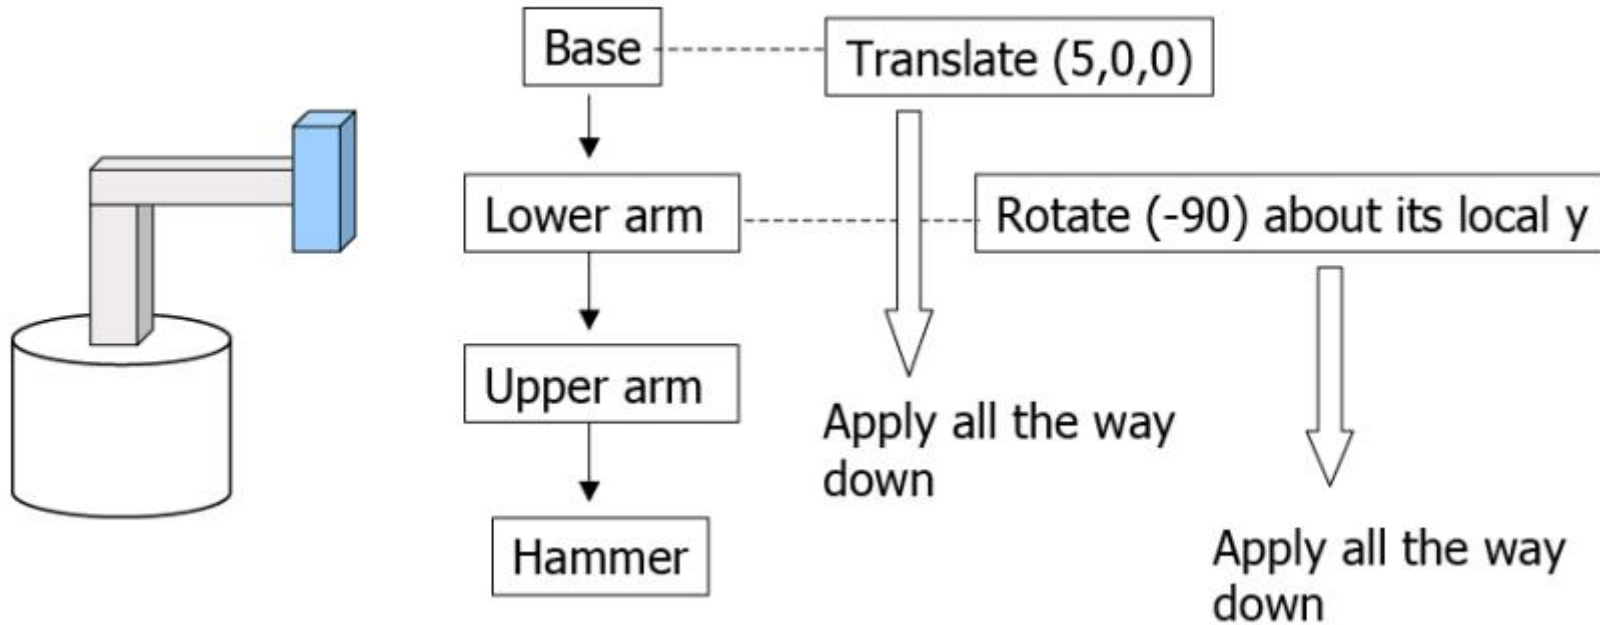 Base
Translate (5,0,0)
Lower arm
Rotate (-90) about its local y
Upper arm
Apply all the way
down
Hammer
Apply all the way
down